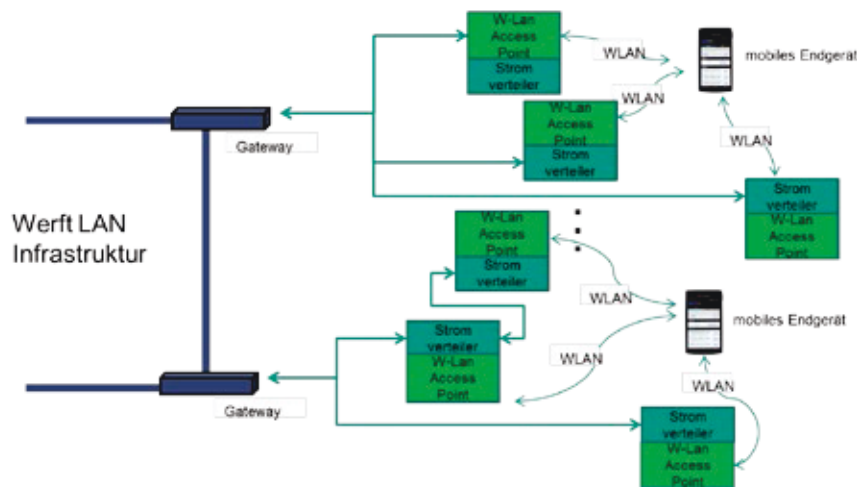 W-Lan
Access
Point
Strom
verteiler
WLAN
mobiles Endgerät
WLAN
W-Lan
Access
Point
Strom
verteiler
Gateway
WLAN
Strom
verteiler
W-Lan
Access
Point
Werft LAN
Infrastruktur
W-Lan
Access
Point
Strom
verteiler
WLAN
mobiles Endgerät
Strom
verteiler
W-Lan
Access
Point
WLAN
WLAN
Gateway
Strom
verteiler
W-Lan
Access
Point